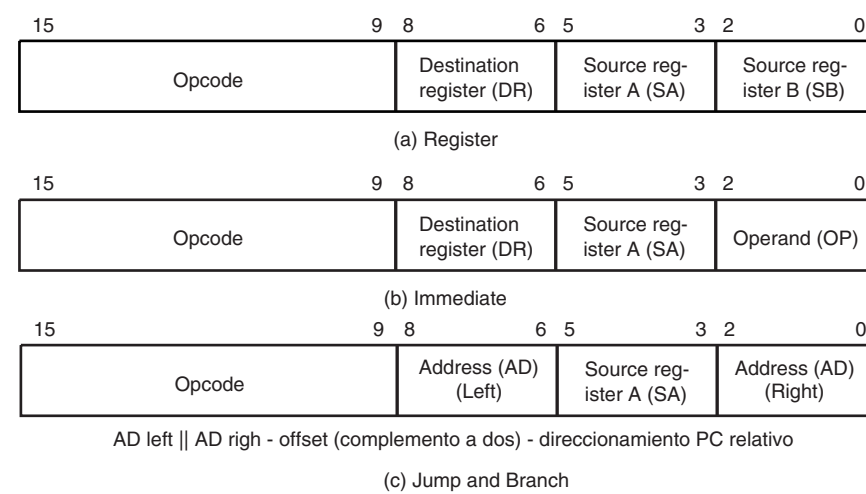 15 9 8 6 5 3 2 0
Opcode
Destination
register (DR)
Source reg-
ister A (SA)
Source reg-
ister B (SB)
(a) Register
15 9 8 6 5 3 2 0
Opcode
Destination
register (DR)
Source reg-
ister A (SA)
Operand (OP)
(b) Immediate
15 9 8 6 5 3 2 0
Opcode
Address (AD)
(Left)
Source reg-
ister A (SA)
Address (AD)
(Right)
AD left || AD righ - offset (complemento a dos) - direccionamiento PC relativo
(c) Jump and Branch